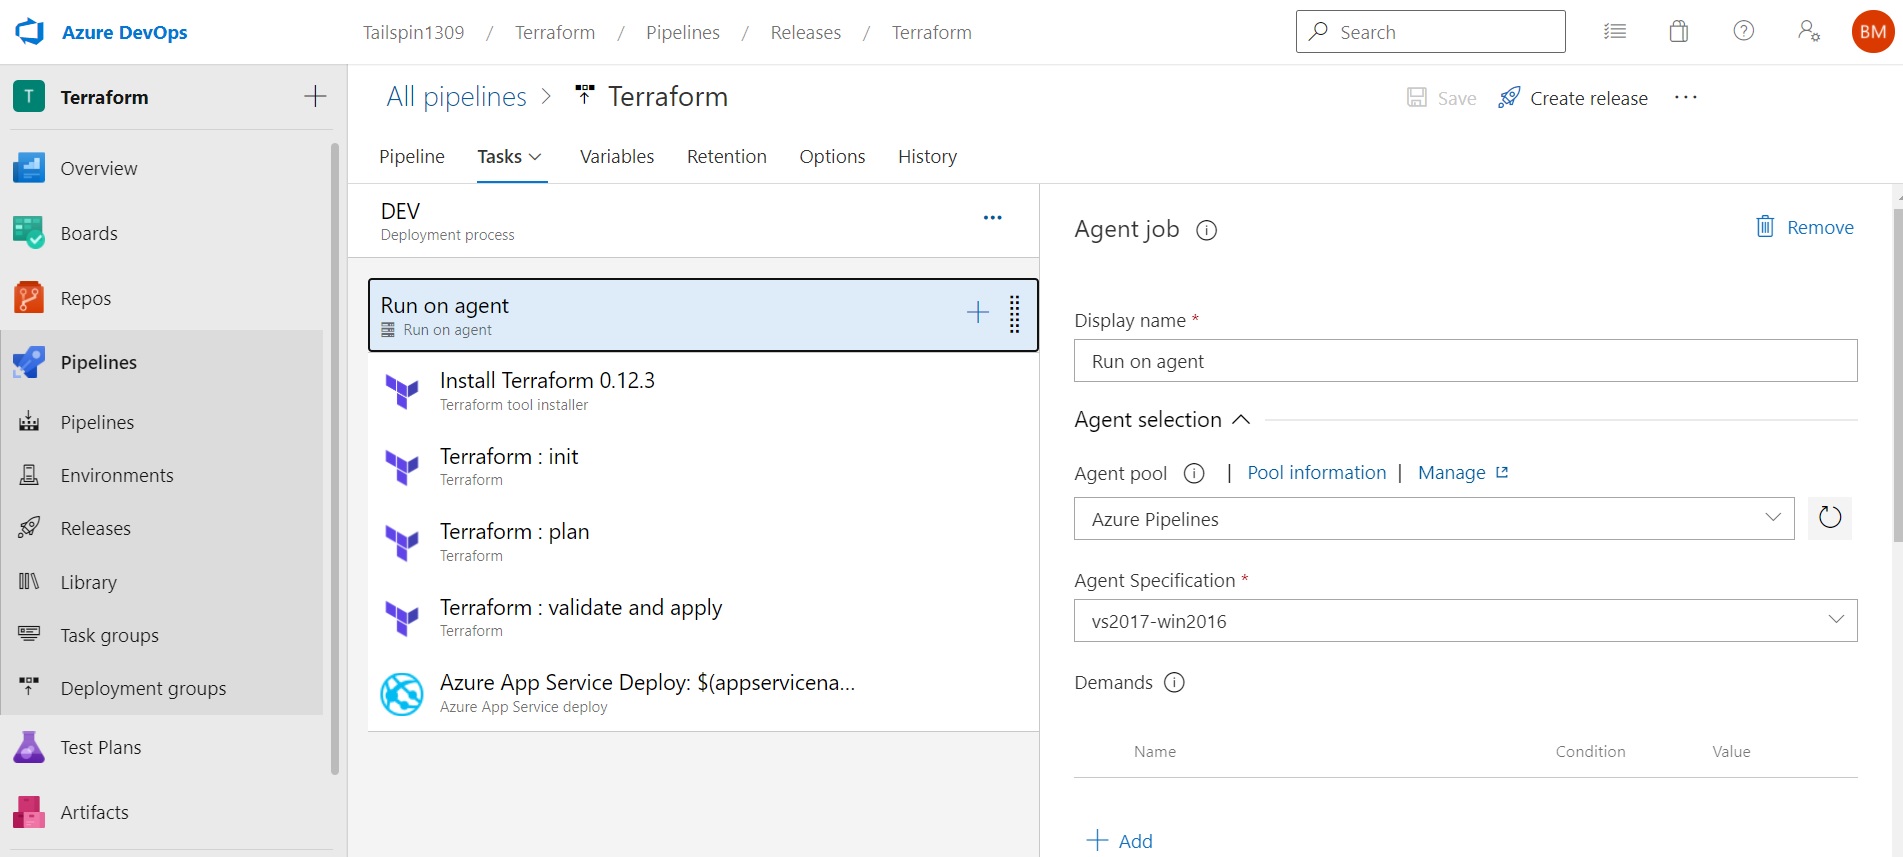 Azure DevOps
Tailspin1309 / Terraform / Pipelines / Releases / Terraform
Search
BM
T Terraform
Overview
Boards
Repos
Pipelines
Pipelines
Environments
Releases
Library
Task groups
Deployment groups
Test Plans
Artifacts
All pipelines > Terraform
Save Create release ...
Pipeline Tasks Variables Retention Options History
DEV
Deployment process
Run on agent
Run on agent
Install Terraform 0.12.3
Terraform tool installer
Terraform : init
Terraform
Terraform : plan
Terraform
Terraform : validate and apply
Terraform
Azure App Service Deploy: $(appservicena...
Azure App Service deploy
Agent job
Remove
Display name *
Run on agent
Agent selection
Agent pool | Pool information | Manage
Azure Pipelines
Agent Specification *
vs2017-win2016
Demands
Name Condition Value
+ Add